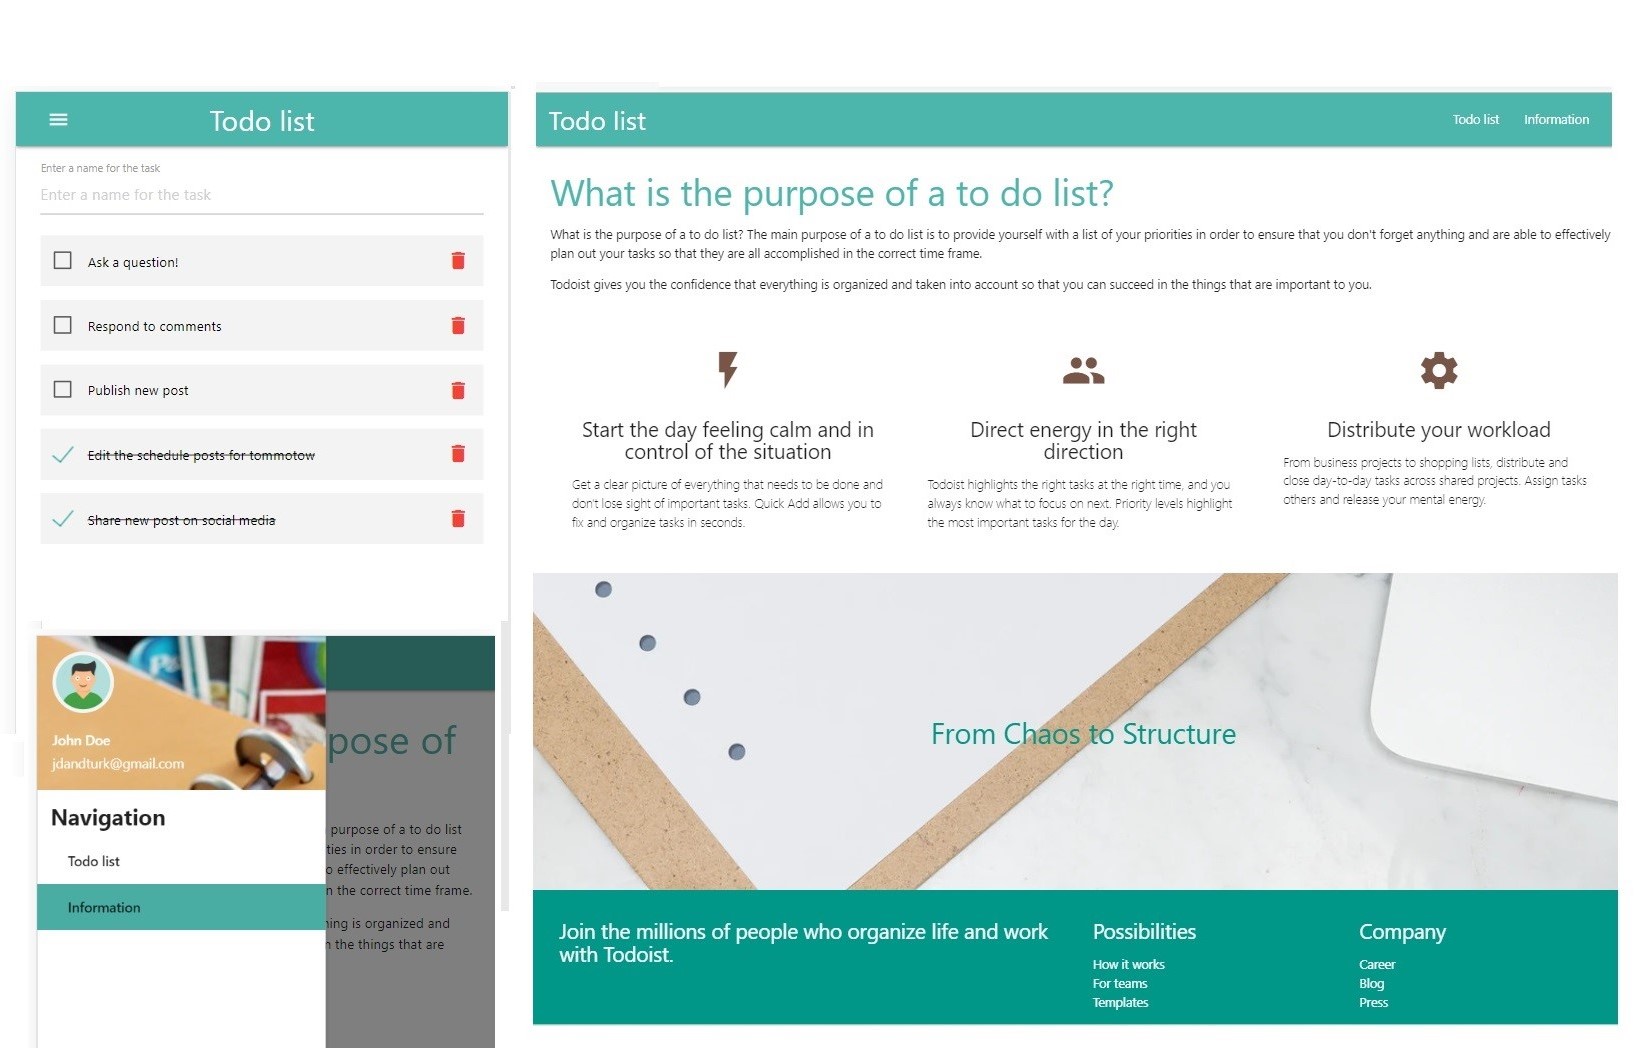 Todo list
Enter a name for the task
Enter a name for the task
Ask a question!
Respond to comments
Publish new post
Edit the schedule posts for tommotow
Share new post on social media
John Doe
jdandturk@gmail.com
Navigation
Todo list
Information
pose of
purpose of a to do list
ties in order to ensure
o effectively plan out
n the correct time frame.
ning is organized and
n the things that are
Todo list
Todo list
Information
What is the purpose of a to do list?
What is the purpose of a to do list? The main purpose of a to do list is to provide yourself with a list of your priorities in order to ensure that you don't forget anything and are able to effectively
plan out your tasks so that they are all accomplished in the correct time frame.
Todoist gives you the confidence that everything is organized and taken into account so that you can succeed in the things that are important to you.
Start the day feeling calm and in
control of the situation
Get a clear picture of everything that needs to be done and
don't lose sight of important tasks. Quick Add allows you to
fix and organize tasks in seconds.
Direct energy in the right
direction
Todoist highlights the right tasks at the right time, and you
always know what to focus on next. Priority levels highlight
the most important tasks for the day.
Distribute your workload
From business projects to shopping lists, distribute and
close day-to-day tasks across shared projects. Assign tasks
others and release your mental energy.
From Chaos to Structure
Join the millions of people who organize life and work
with Todoist.
Possibilities
How it works
For teams
Templates
Company
Career
Blog
Press